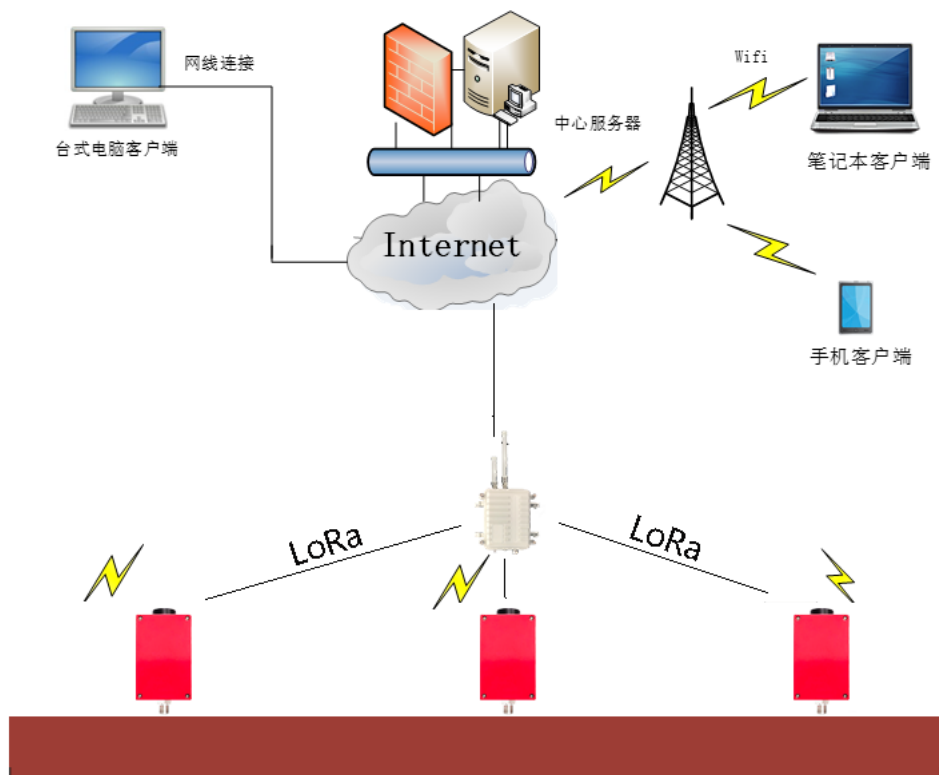 网线连接
Wifi
台式电脑客户端
中心服务器
笔记本客户端
Internet
手机客户端
LoRa
LoRa